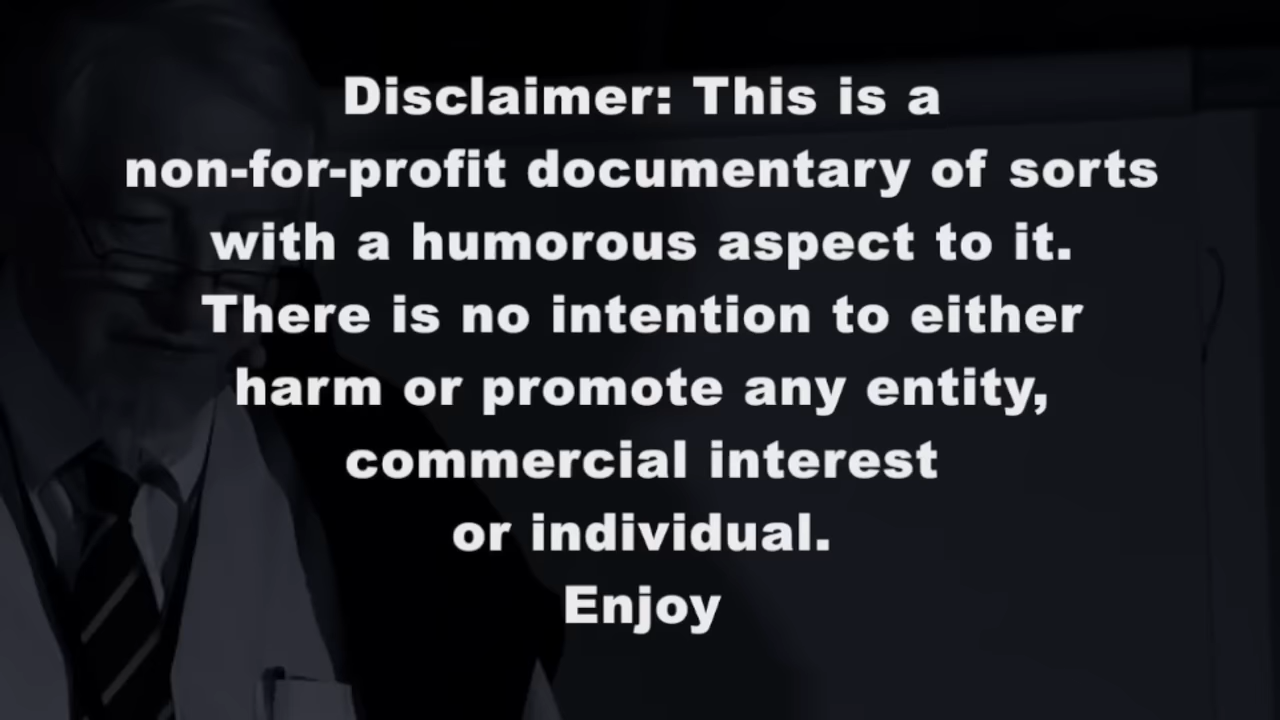 Disclaimer: This is a
non-for-profit documentary of sorts
with a humorous aspect to it.
There is no intention to either
harm or promote any entity,
commercial interest
or individual.
Enjoy